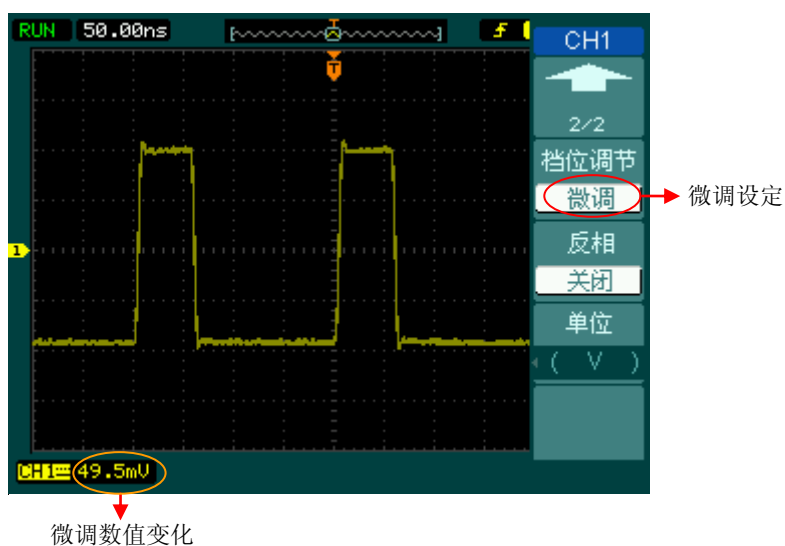 RUN 50.00ns T
CH1
T
2/2
档位调节
微调
微调设定
反相
1
关闭
单位
( V )
CH1 49.5mV
微调数值变化